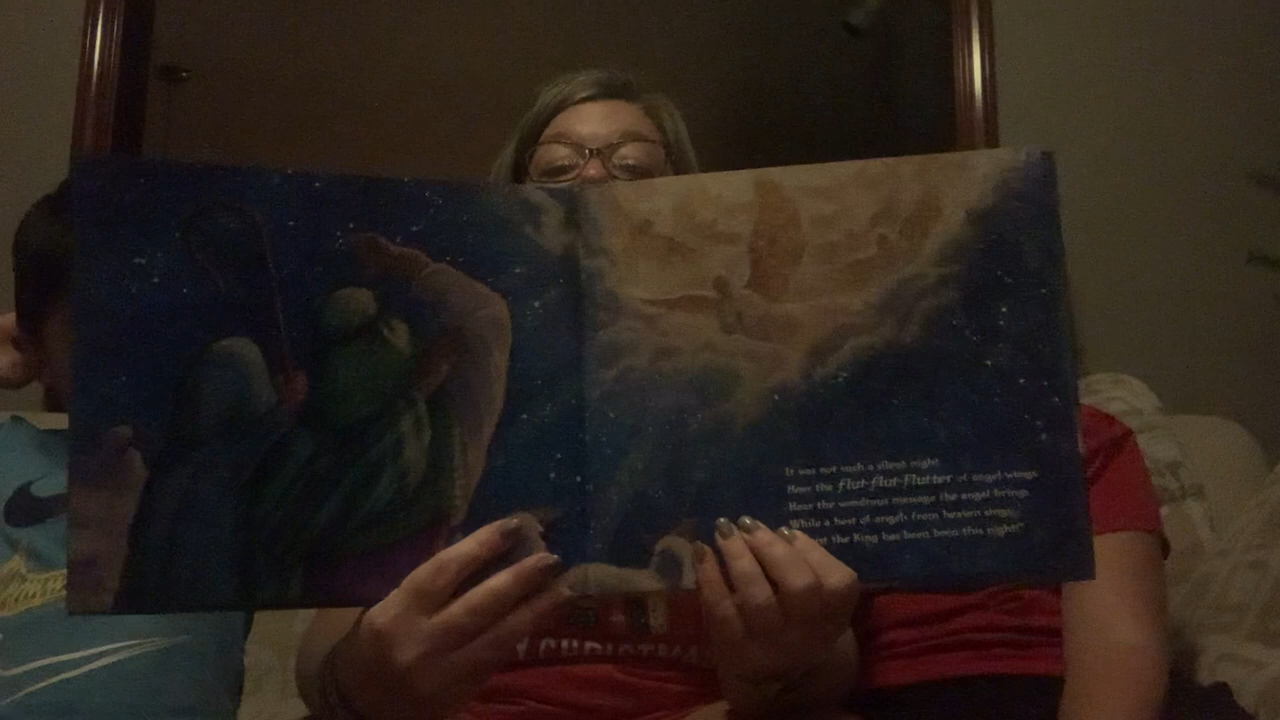 It was not such a silent night.
Hear the flut-flut-flutter of angel wings.
Hear the wondrous message the angel brings
While a host of angels from heaven sings,
the King has been born this night!"
CHRISTMA